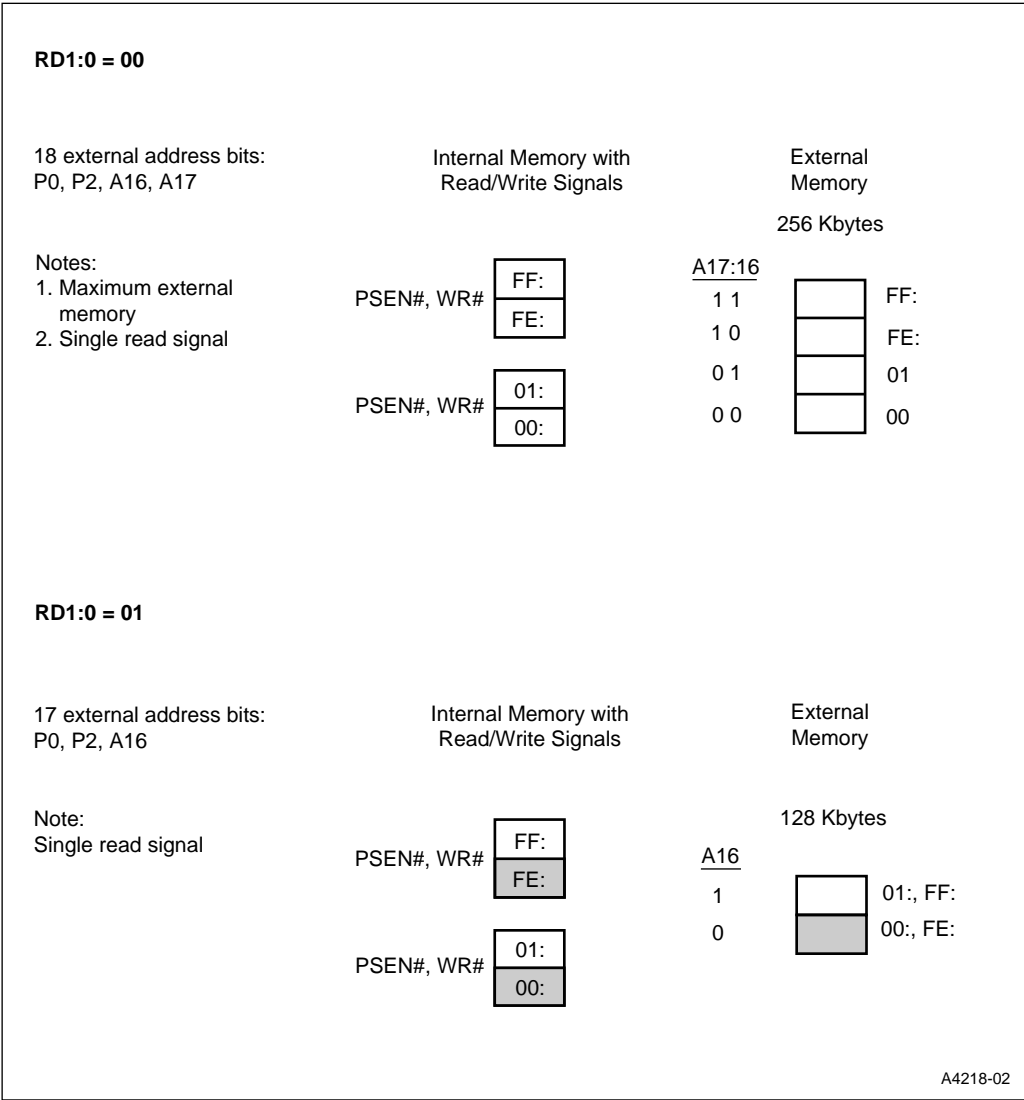 RD1:0 = 00
18 external address bits:
P0, P2, A16, A17
Internal Memory with
Read/Write Signals
External
Memory
256 Kbytes
Notes:
1. Maximum external
memory
2. Single read signal
PSEN#, WR#
FF:
FE:
PSEN#, WR#
01:
00:
A17:16
1 1
1 0
0 1
0 0
FF:
FE:
01
00
RD1:0 = 01
17 external address bits:
P0, P2, A16
Internal Memory with
Read/Write Signals
External
Memory
128 Kbytes
Note:
Single read signal
PSEN#, WR#
FF:
FE:
PSEN#, WR#
01:
00:
A16
1
0
01:, FF:
00:, FE:
A4218-02